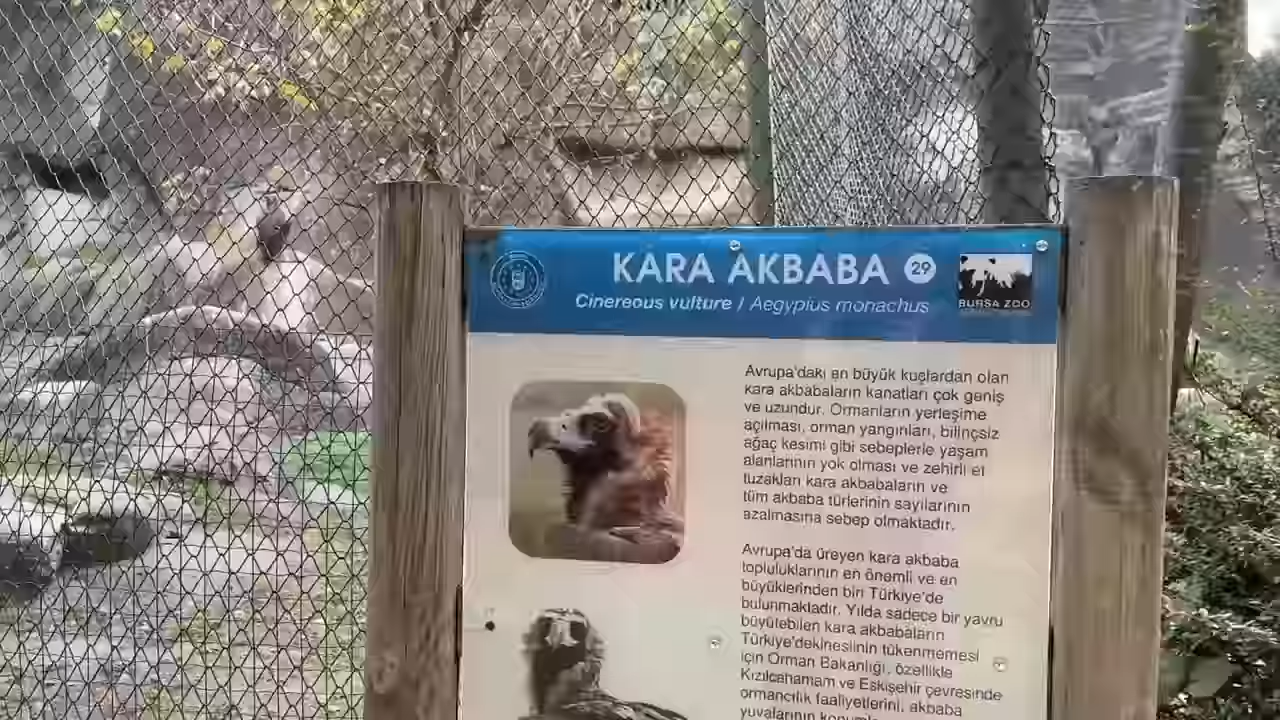 KARA AKBABA 29
Cinereous vulture / Aegypius monachus
BURSA ZOO
Avrupa'daki en büyük kuşlardan olan
kara akbabaların kanatları çok geniş
ve uzundur. Ormanların yerleşime
açılması, orman yangınları, bilinçsiz
ağaç kesimi gibi sebeplerle yaşam
alanlarının yok olması ve zehirli et
tuzakları kara akbabaların ve
tüm akbaba türlerinin sayılarının
azalmasına sebep olmaktadır.
Avrupa'da üreyen kara akbaba
topluluklarının en önemli ve en
büyüklerinden biri Türkiye'de
bulunmaktadır. Yılda sadece bir yavru
büyütebilen kara akbabaların
Türkiye'dekineslinin tükenmemesi
için Orman Bakanlığı, özellikle
Kızılcahamam ve Eskişehir çevresinde
ormancılık faaliyetlerini, akbaba
yuvalarının